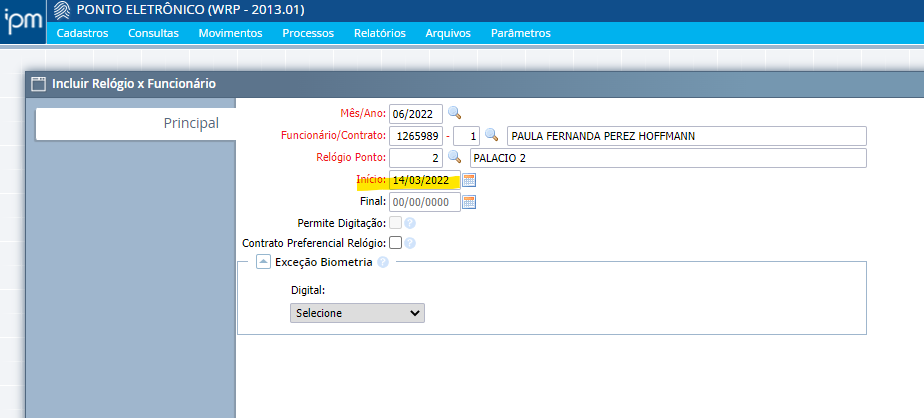 ipm
PONTO ELETRÔNICO (WRP - 2013.01)
Cadastros Consultas Movimentos Processos Relatórios Arquivos Parâmetros
Incluir Relógio x Funcionário
Principal
Mês/Ano: 06/2022
Funcionário/Contrato: 1265989 - 1 PAULA FERNANDA PEREZ HOFFMANN
Relógio Ponto: 2 PALACIO 2
Início: 14/03/2022
Final: 00/00/0000
Permite Digitação: ?
Contrato Preferencial Relógio: ?
Exceção Biometria ?
Digital:
Selecione